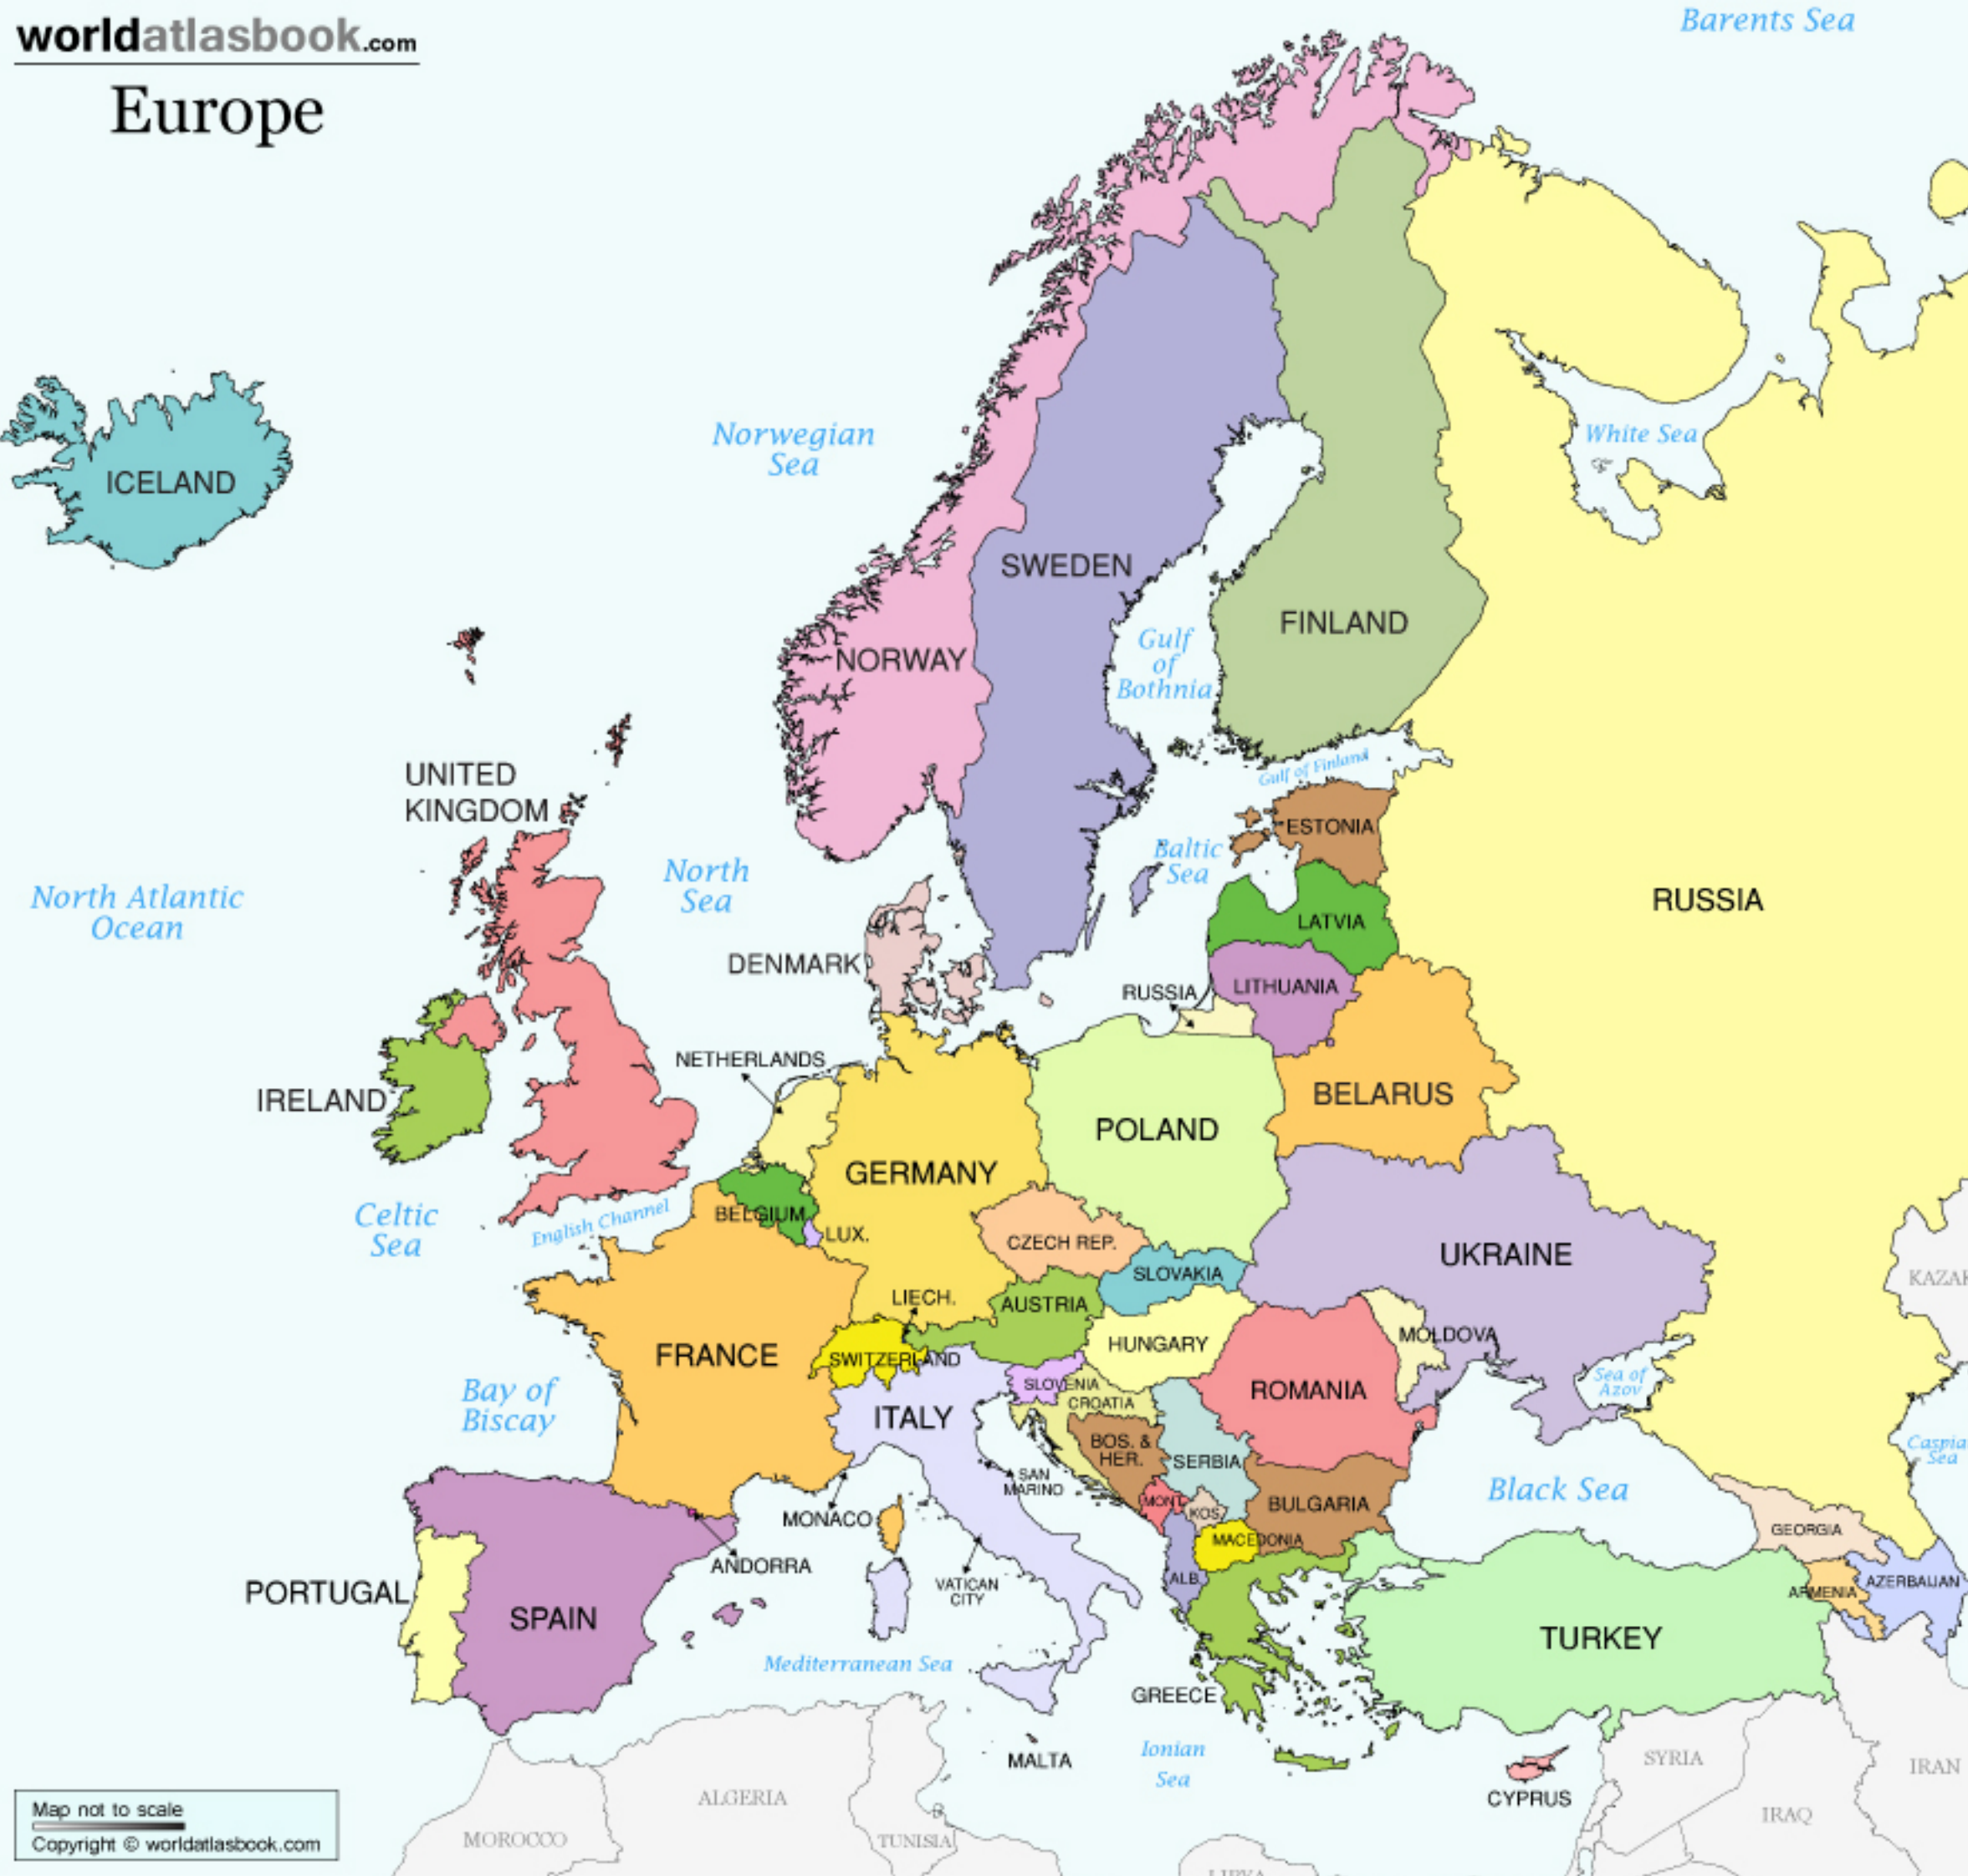 worldatlasbook.com
Europe
Barents Sea
ICELAND
Norwegian
Sea
White Sea
SWEDEN
FINLAND
NORWAY
Gulf
of
Bothnia
Gulf of Finland
UNITED
KINGDOM
ESTONIA
Baltic
Sea
North
Sea
North Atlantic
Ocean
RUSSIA
LATVIA
DENMARK
LITHUANIA
RUSSIA
NETHERLANDS
IRELAND
BELARUS
POLAND
GERMANY
Celtic
Sea
English Channel
BELGIUM
LUX.
CZECH REP.
UKRAINE
SLOVAKIA
KAZAK
LIECH.
AUSTRIA
MOLDOVA
HUNGARY
FRANCE
SWITZERLAND
Sea of
Azov
SLOVENIA
ROMANIA
CROATIA
Bay of
Biscay
ITALY
BOS. &
HER.
SERBIA
Caspia
Sea
SAN
MARINO
Black Sea
MONT.
KOS.
BULGARIA
MONACO
GEORGIA
MACEDONIA
ANDORRA
ALB.
ARMENIA
AZERBAIJAN
VATICAN
CITY
PORTUGAL
SPAIN
TURKEY
Mediterranean Sea
GREECE
MALTA
Ionian
Sea
SYRIA
IRAN
CYPRUS
ALGERIA
IRAQ
MOROCCO
TUNISIA
LIBYA
Map not to scale
Copyright © worldatlasbook.com